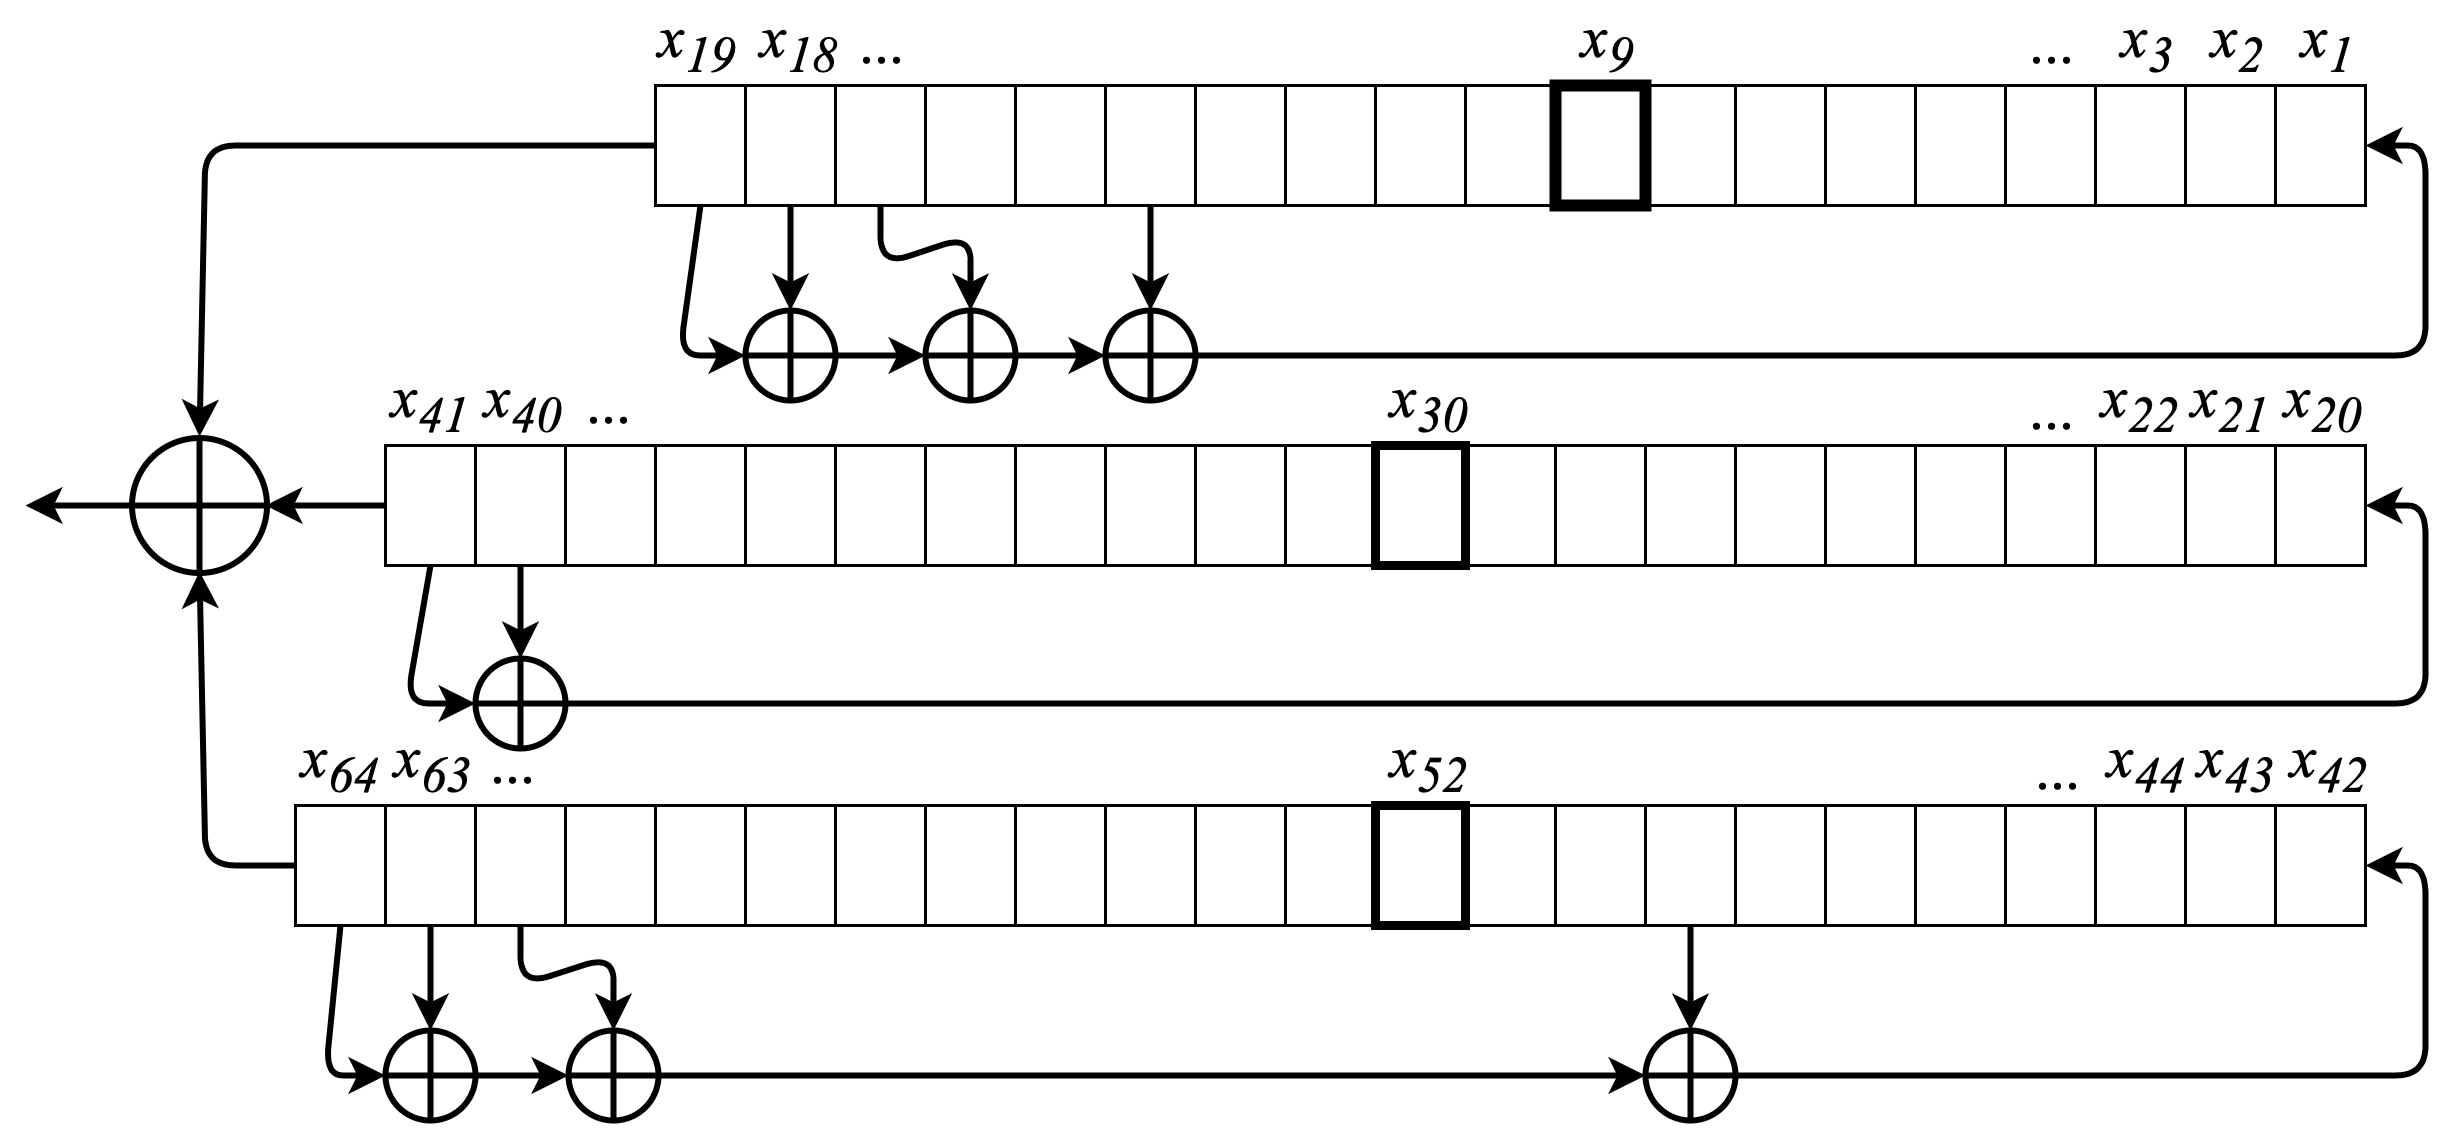 x19 x18 ... x9 ... x3 x2 x1
x41 x40 ... x30 ... x22 x21 x20
x64 x63 ... x52 ... x44 x43 x42